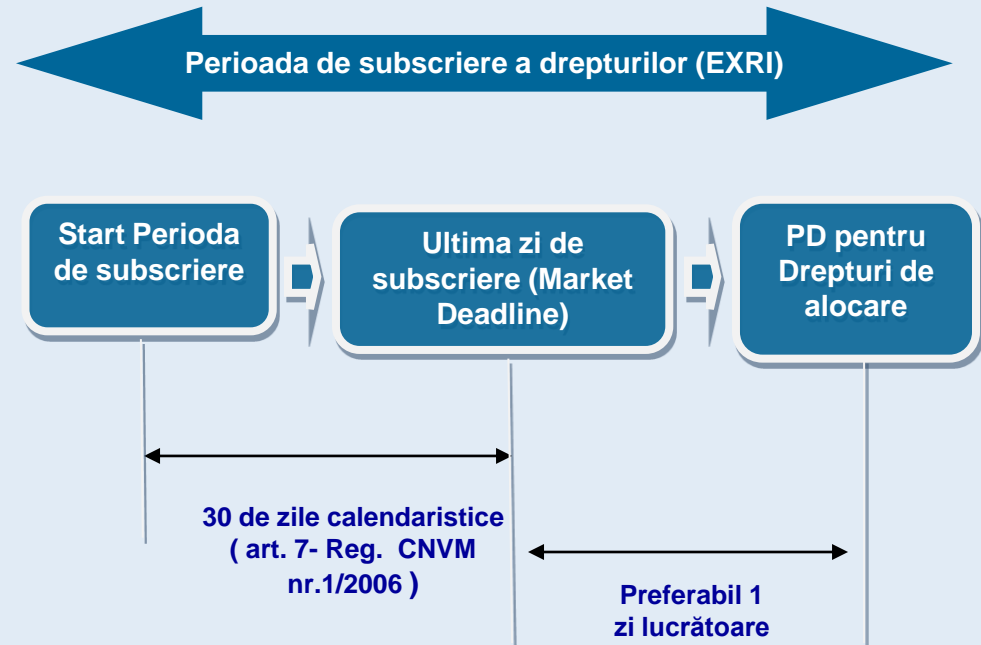 Perioada de subscriere a drepturilor (EXRI)
Start Perioda
de subscriere
Ultima zi de
subscriere (Market
Deadline)
PD pentru
Drepturi de
alocare
30 de zile calendaristice
( art. 7- Reg. CNVM
nr.1/2006 )
Preferabil 1
zi lucrătoare